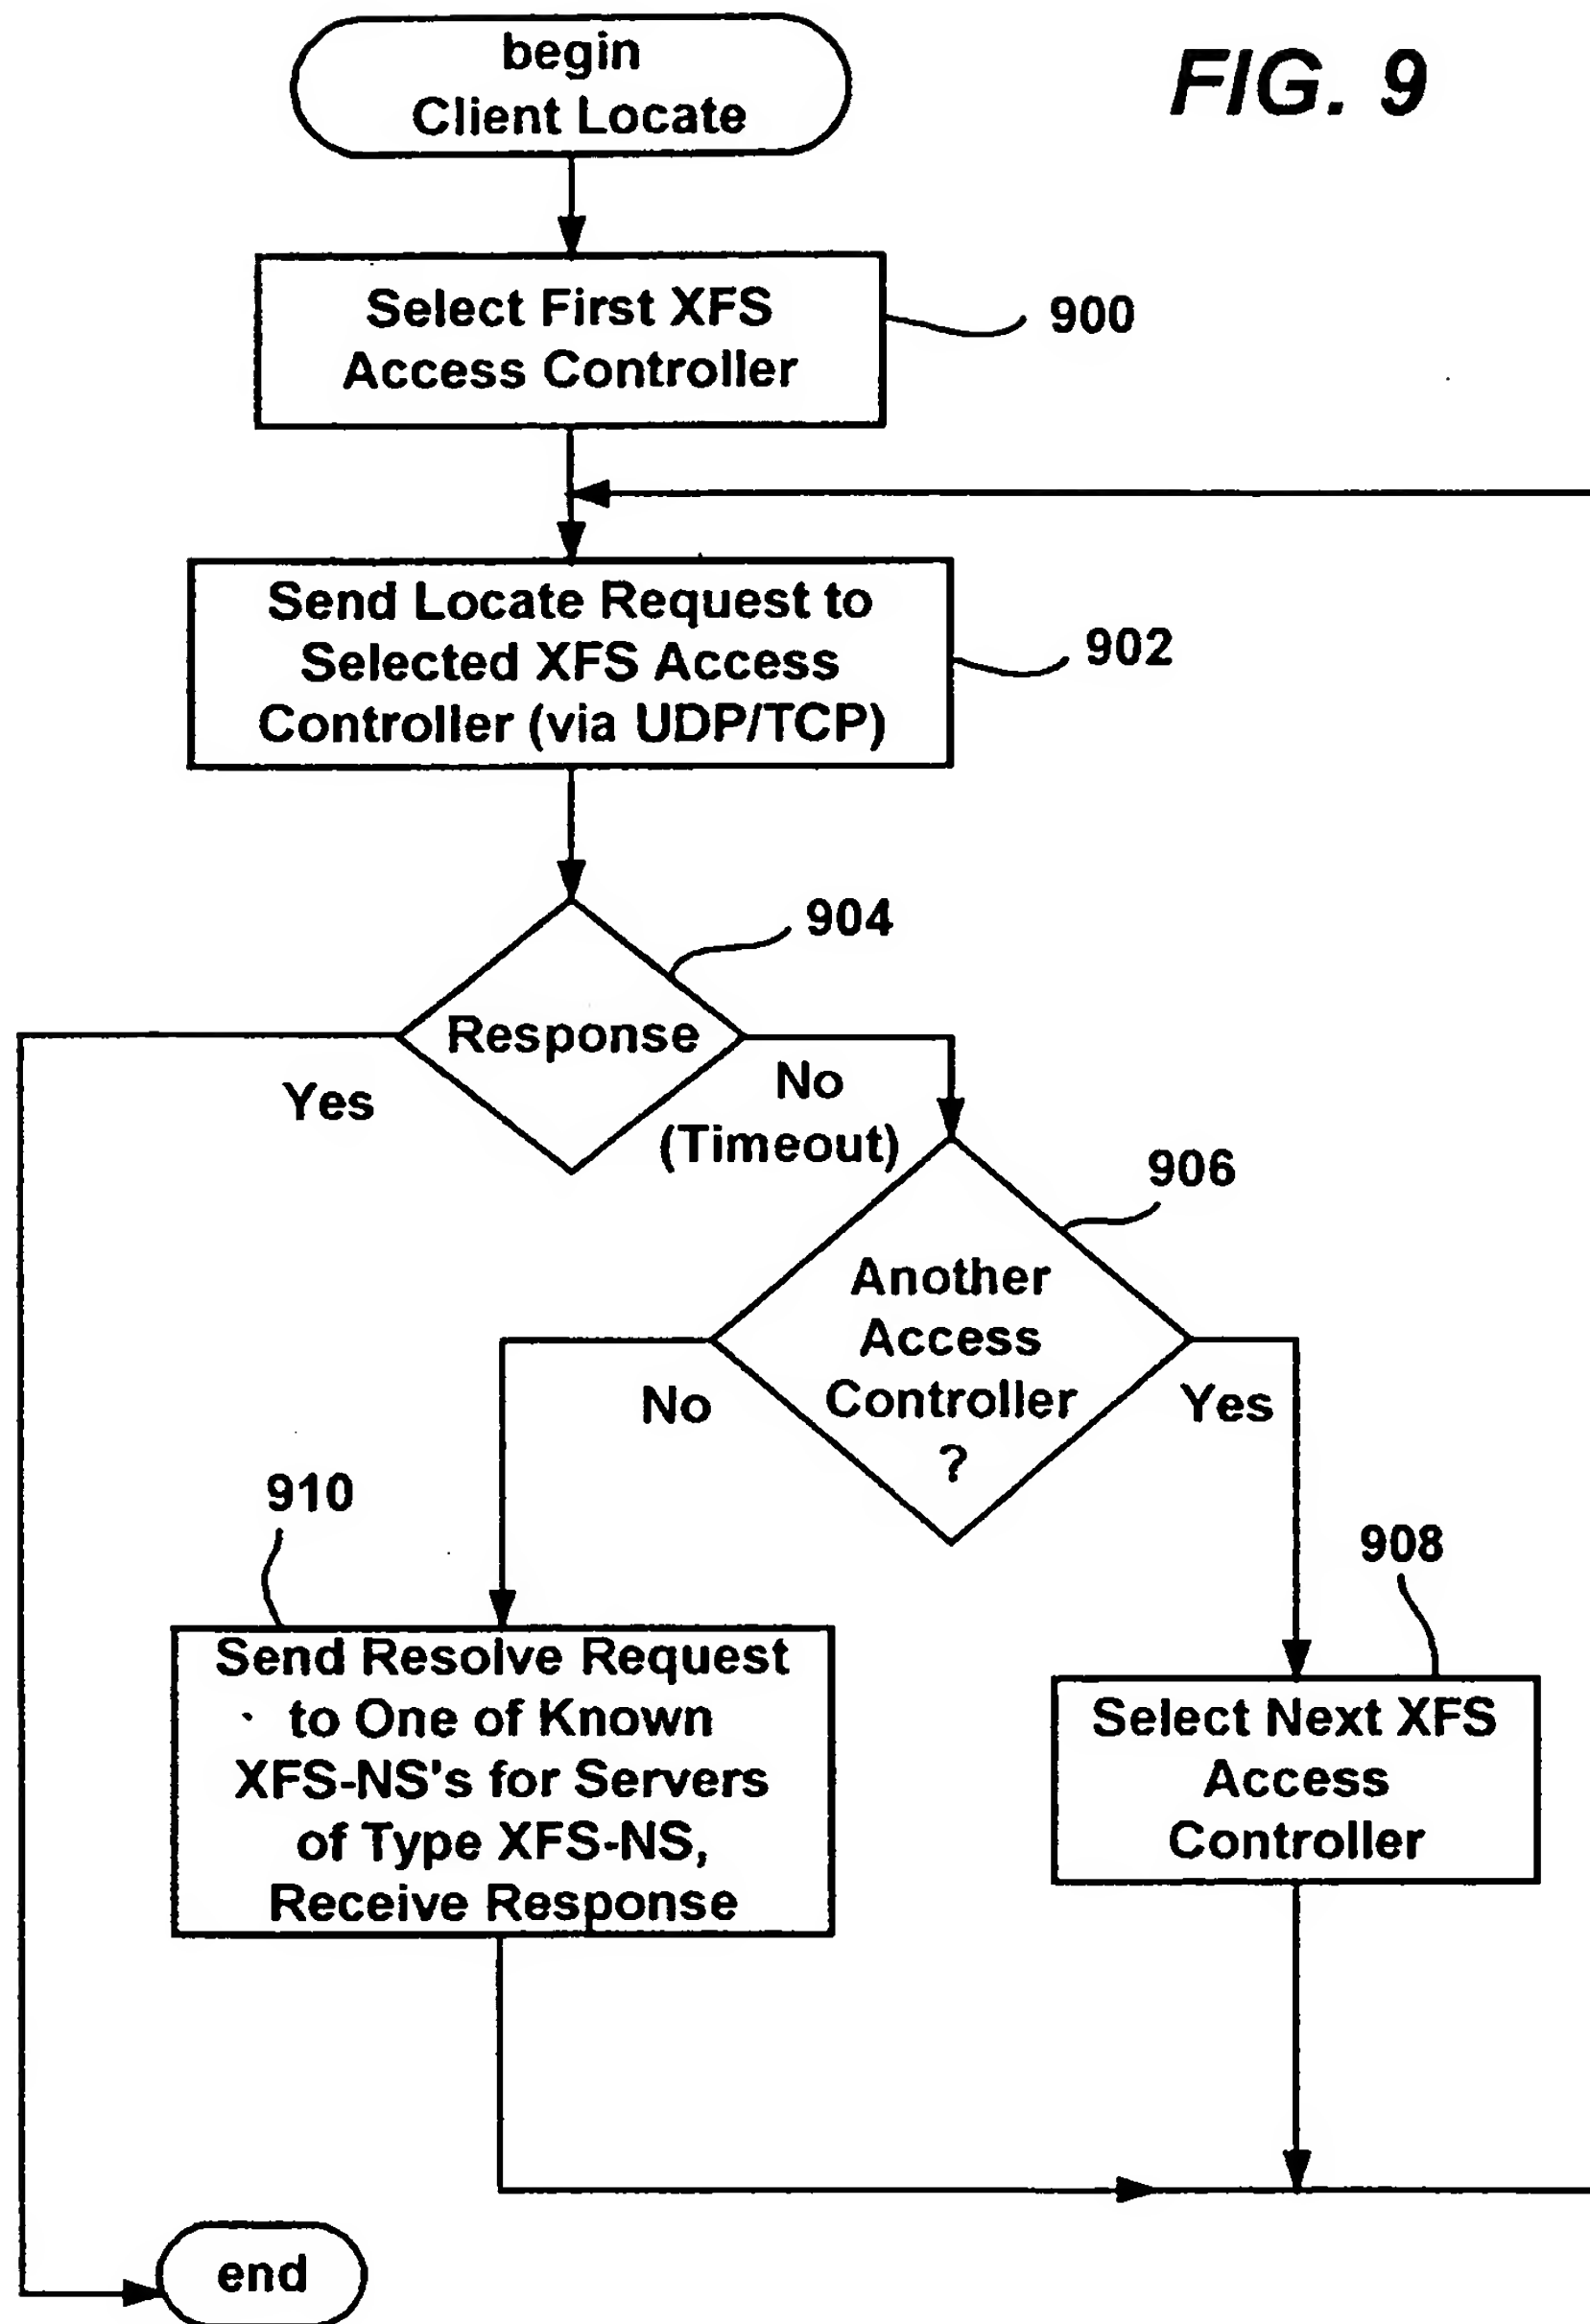 begin
Client Locate
FIG. 9
Select First XFS
Access Controller
900
Send Locate Request to
Selected XFS Access
Controller (via UDP/TCP)
902
904
Response
Yes
No
(Timeout)
906
Another
Access
Controller
?
No
Yes
910
908
Send Resolve Request
to One of Known
XFS-NS's for Servers
of Type XFS-NS,
Receive Response
Select Next XFS
Access
Controller
end